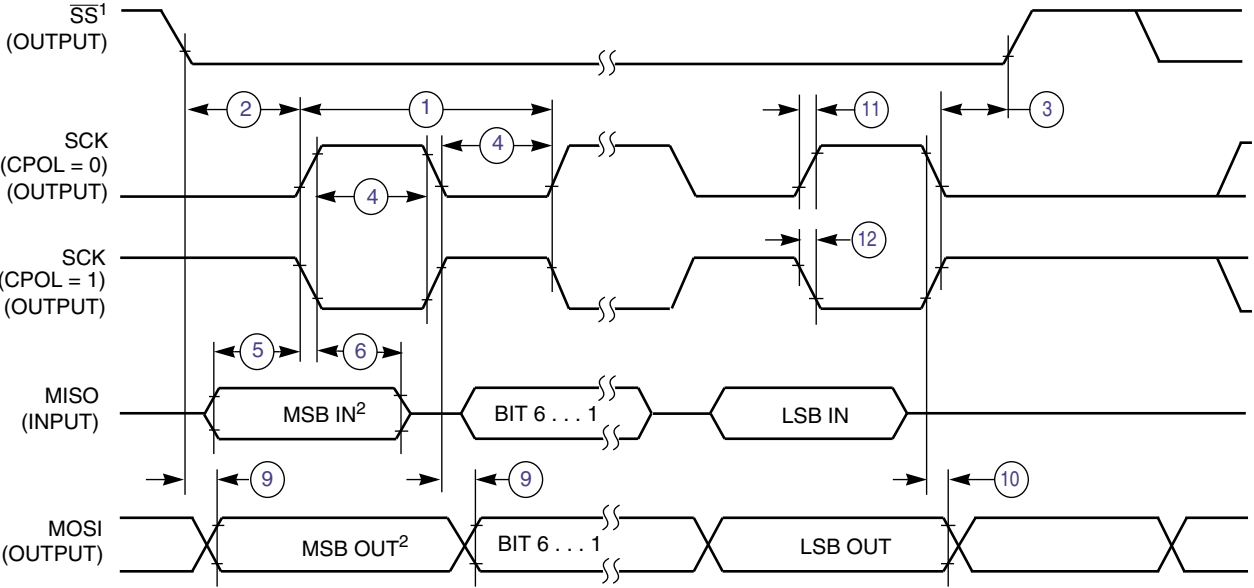 SS¹
(OUTPUT)
2
1
11
3
SCK
(CPOL = 0)
(OUTPUT)
4
4
12
SCK
(CPOL = 1)
(OUTPUT)
5
6
MISO
(INPUT)
MSB IN²
BIT 6 . . . 1
LSB IN
9
9
10
MOSI
(OUTPUT)
MSB OUT²
BIT 6 . . . 1
LSB OUT